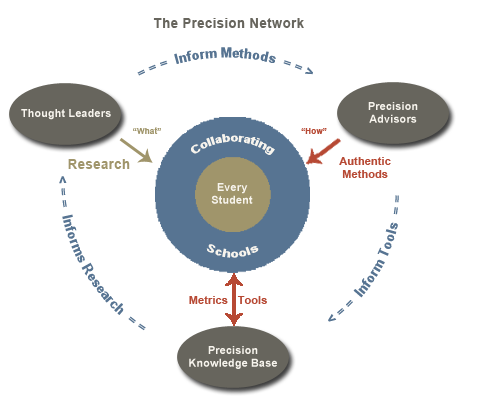 The Precision Network
Inform Methods
Thought Leaders
Precision
Advisors
"What"
"How"
Research
Authentic
Methods
Collaborating
Every
Student
Schools
Informs Research
Inform Tools
Metrics Tools
Precision
Knowledge Base